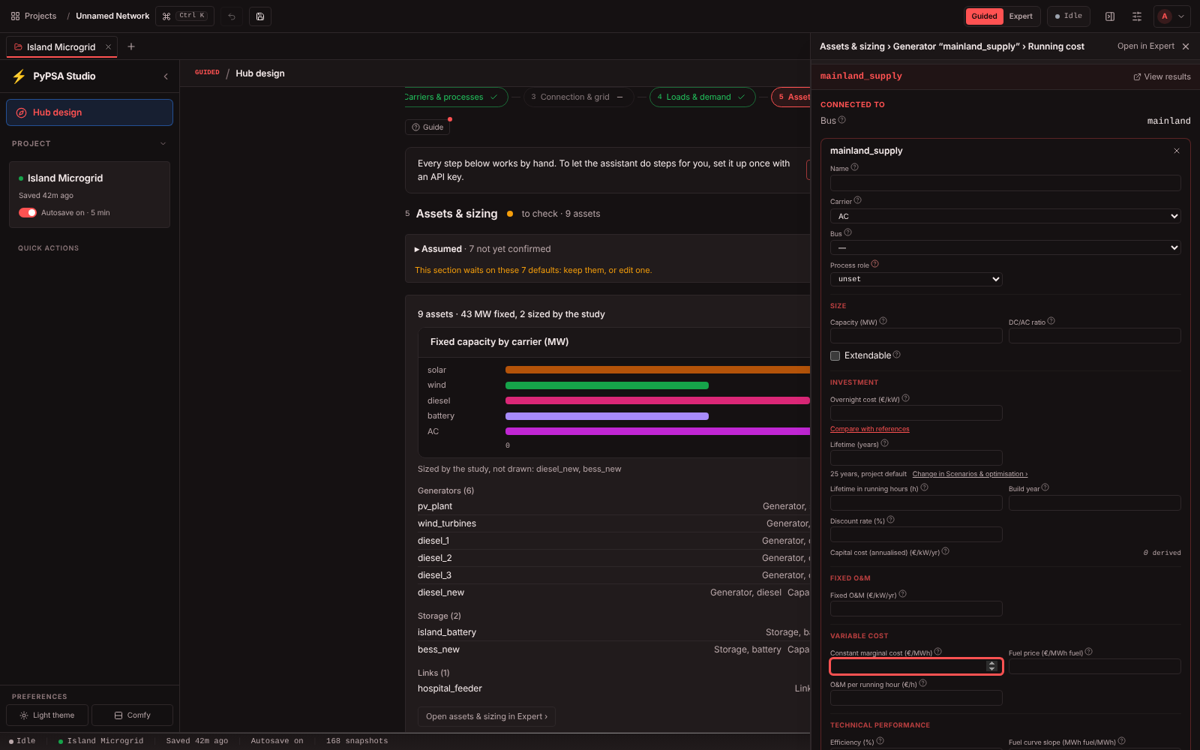 Projects / Unnamed Network ⌘ Ctrl K Guided Expert Idle A
Island Microgrid × +
PyPSA Studio
Hub design
PROJECT
Island Microgrid
Saved 42m ago
Autosave on · 5 min
QUICK ACTIONS
PREFERENCES
Light theme Comfy
GUIDED / Hub design
Carriers & processes ✓ 3 Connection & grid – 4 Loads & demand ✓ 5 Asset
Guide
Every step below works by hand. To let the assistant do steps for you, set it up once with
an API key.
5 Assets & sizing to check · 9 assets
▸ Assumed · 7 not yet confirmed
This section waits on these 7 defaults: keep them, or edit one.
9 assets · 43 MW fixed, 2 sized by the study
Fixed capacity by carrier (MW)
solar
wind
diesel
battery
AC
0
Sized by the study, not drawn: diesel_new, bess_new
Generators (6)
pv_plant Generator,
wind_turbines Generator,
diesel_1 Generator, d
diesel_2 Generator, d
diesel_3 Generator, d
diesel_new Generator, diesel Capa
Storage (2)
island_battery Storage, b
bess_new Storage, battery Capa
Links (1)
hospital_feeder Link
Open assets & sizing in Expert ›
Assets & sizing › Generator “mainland_supply” › Running cost Open in Expert ×
mainland_supply View results
CONNECTED TO
Bus mainland
mainland_supply ×
Name
Carrier
AC
Bus
—
Process role
unset
SIZE
Capacity (MW) DC/AC ratio
Extendable
INVESTMENT
Overnight cost (€/kW)
Compare with references
Lifetime (years)
25 years, project default Change in Scenarios & optimisation ›
Lifetime in running hours (h) Build year
Discount rate (%)
Capital cost (annualised) (€/kW/yr) 0 derived
FIXED O&M
Fixed O&M (€/kW/yr)
VARIABLE COST
Constant marginal cost (€/MWh) Fuel price (€/MWh fuel)
O&M per running hour (€/h)
TECHNICAL PERFORMANCE
Efficiency (%) Fuel curve slope (MWh fuel/MWh)
Idle Island Microgrid Saved 42m ago Autosave on 168 snapshots